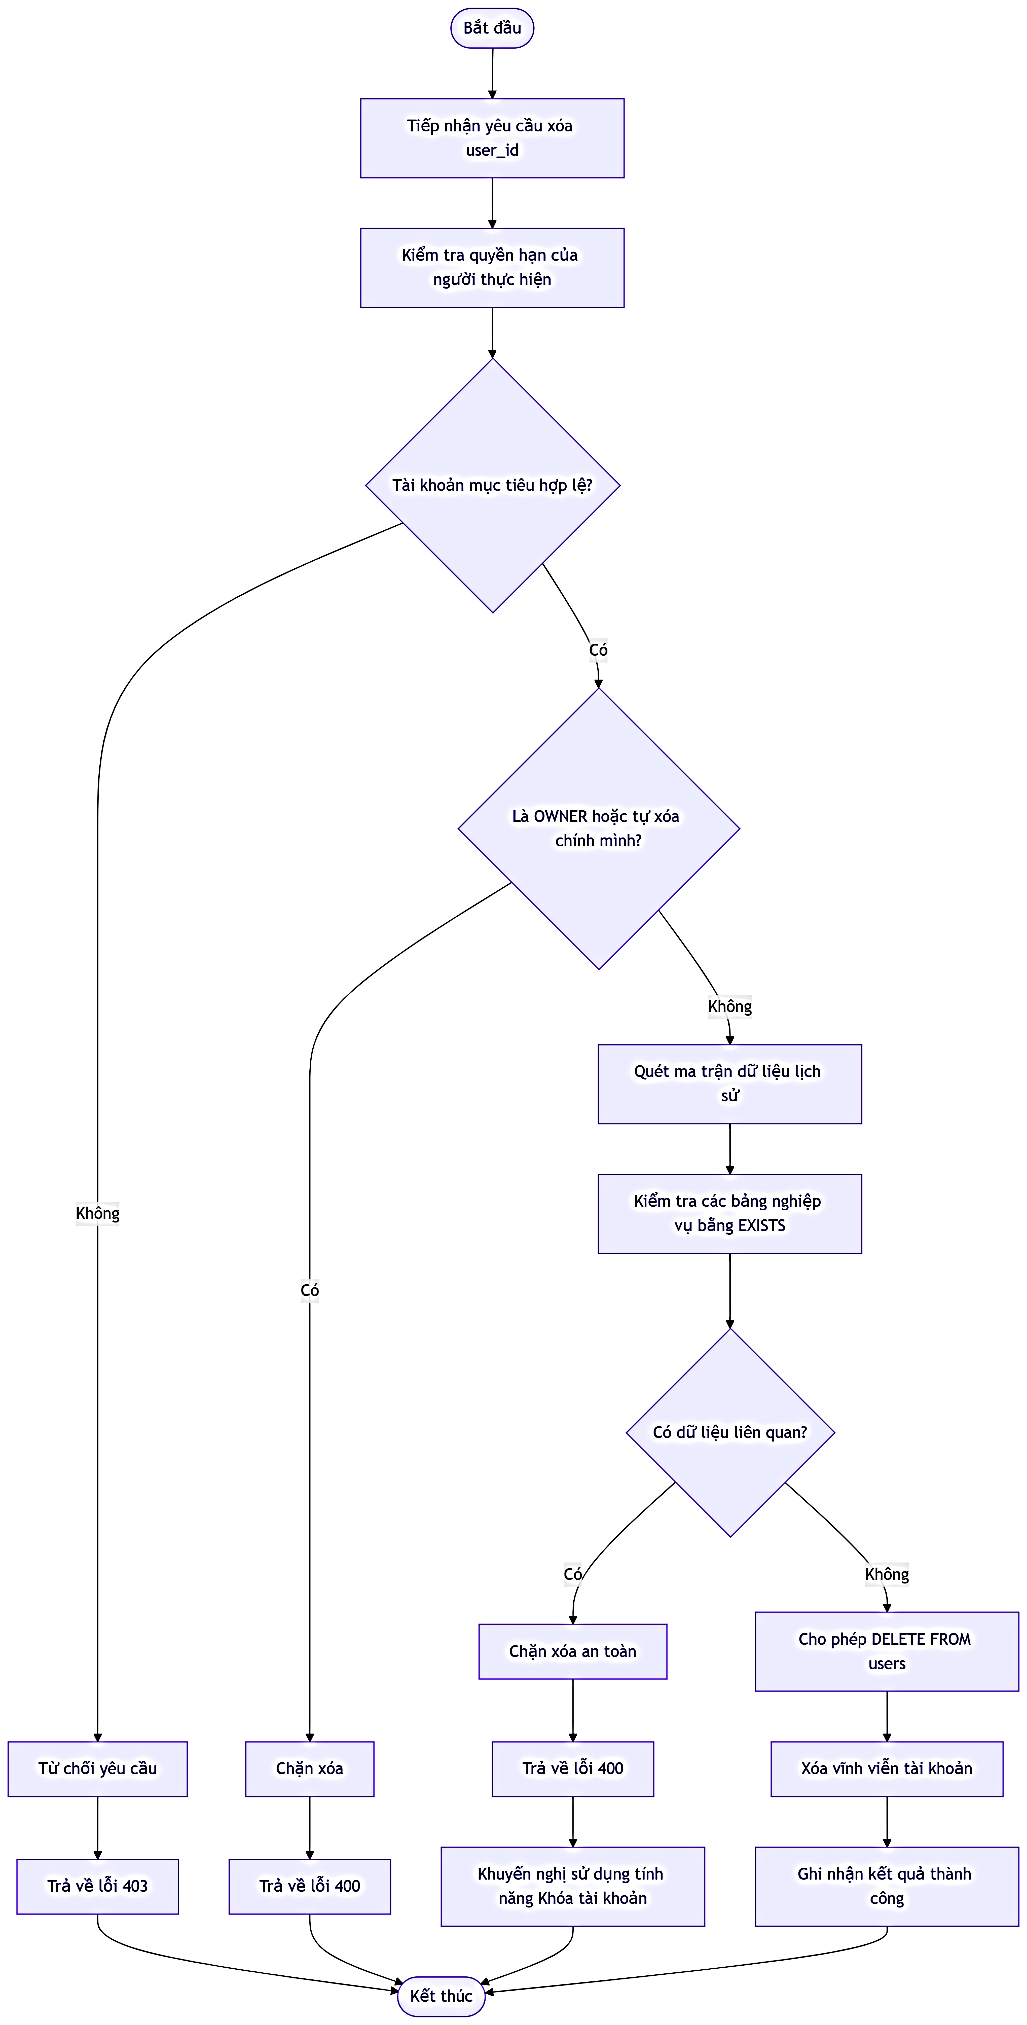 Bắt đầu
Tiếp nhận yêu cầu xóa
user_id
Kiểm tra quyền hạn của
người thực hiện
Tài khoản mục tiêu hợp lệ?
Có
Là OWNER hoặc tự xóa
chính mình?
Không
Quét ma trận dữ liệu lịch
sử
Kiểm tra các bảng nghiệp
vụ bằng EXISTS
Không
Có
Có dữ liệu liên quan?
Có
Không
Chặn xóa an toàn
Cho phép DELETE FROM
users
Từ chối yêu cầu
Chặn xóa
Trả về lỗi 400
Xóa vĩnh viễn tài khoản
Trả về lỗi 403
Trả về lỗi 400
Khuyến nghị sử dụng tính
năng Khóa tài khoản
Ghi nhận kết quả thành
công
Kết thúc